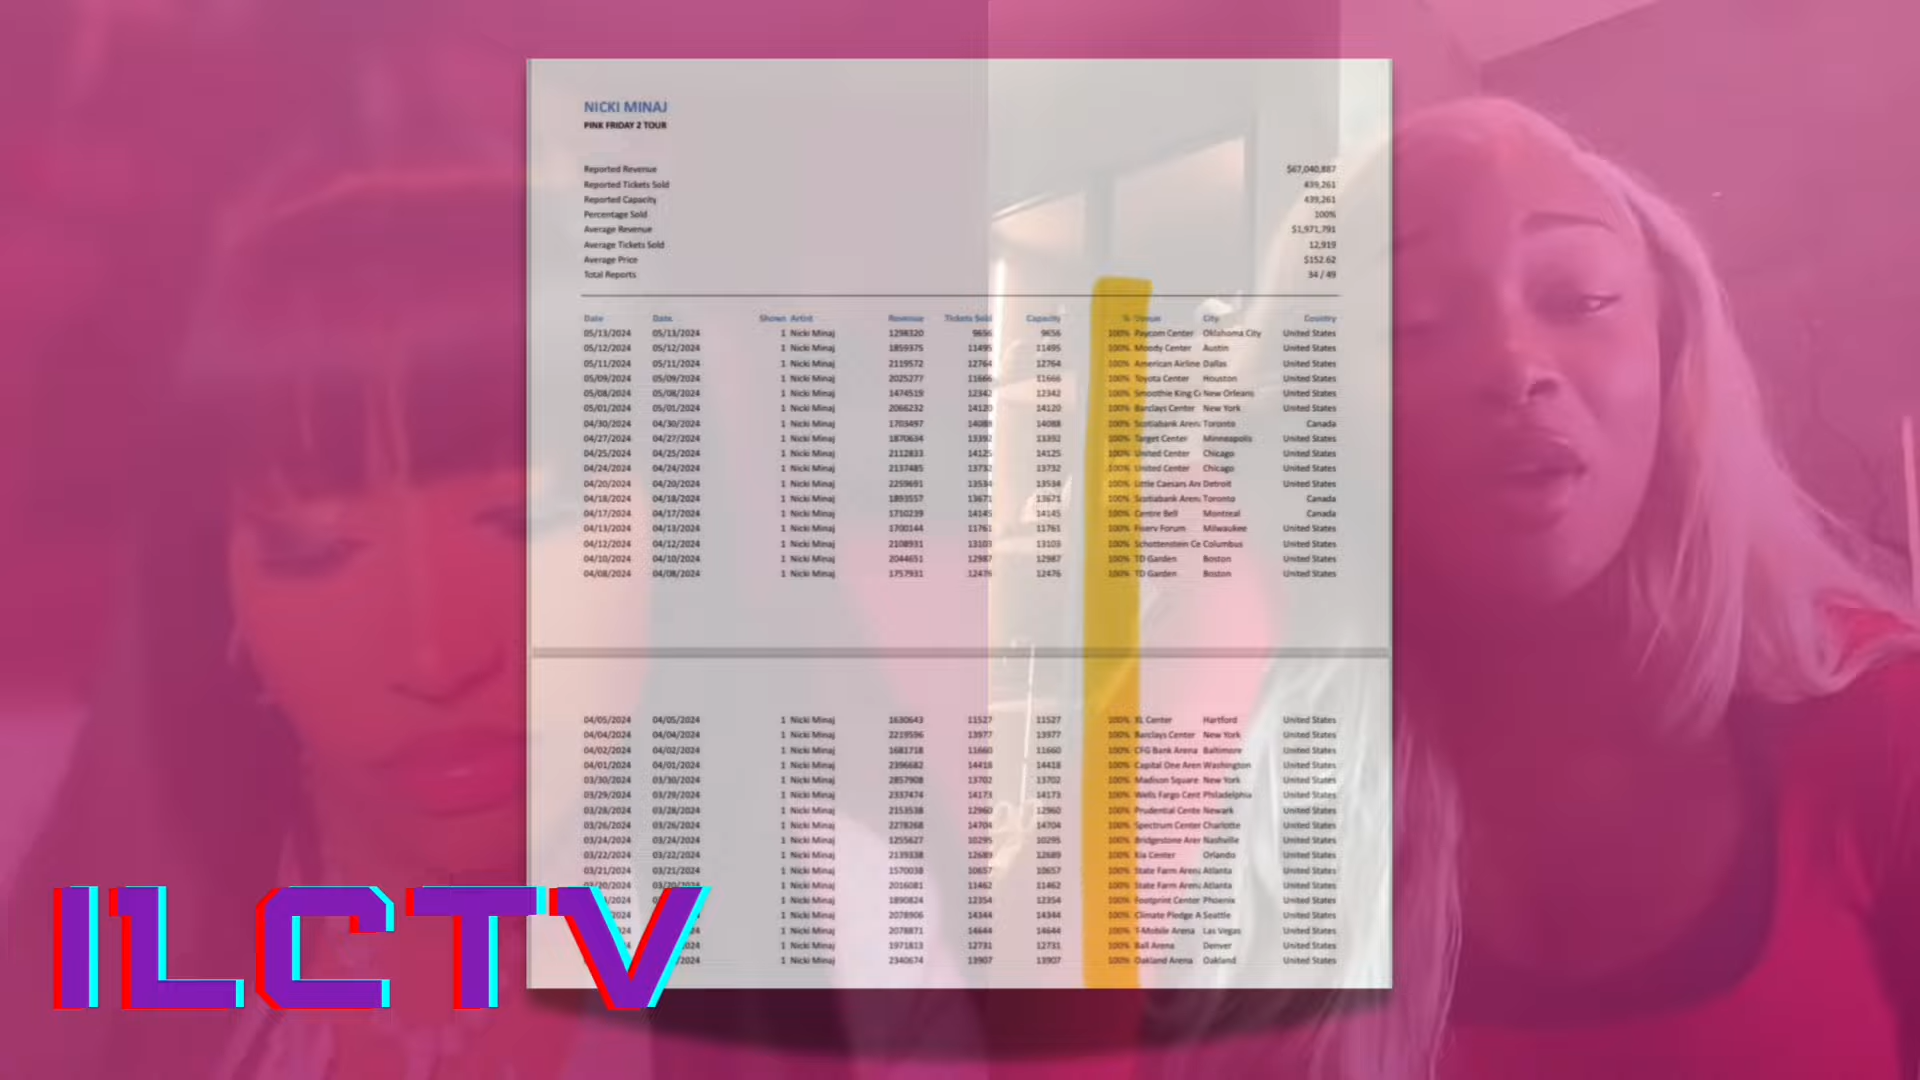 NICKI MINAJ
PINK FRIDAY 2 TOUR
Reported Revenue $67,040,887
Reported Tickets Sold 439,261
Reported Capacity 439,261
Percentage Sold 100%
Average Revenue $1,971,791
Average Tickets Sold 12,919
Average Price $152.62
Total Reports 34 / 49
Date Date Shown Artist Revenue Tickets Sold Capacity % Venue City Country
05/13/2024 05/13/2024 1 Nicki Minaj 1298320 9656 9656 100% Paycom Center Oklahoma City United States
05/12/2024 05/12/2024 1 Nicki Minaj 1859375 11495 11495 100% Moody Center Austin United States
05/11/2024 05/11/2024 1 Nicki Minaj 2119572 12764 12764 100% American Airline Dallas United States
05/09/2024 05/09/2024 1 Nicki Minaj 2025277 11666 11666 100% Toyota Center Houston United States
05/08/2024 05/08/2024 1 Nicki Minaj 1474519 12342 12342 100% Smoothie King Ce New Orleans United States
05/01/2024 05/01/2024 1 Nicki Minaj 2066232 14120 14120 100% Barclays Center New York United States
04/30/2024 04/30/2024 1 Nicki Minaj 1703497 14088 14088 100% Scotiabank Arena Toronto Canada
04/27/2024 04/27/2024 1 Nicki Minaj 1870634 13392 13392 100% Target Center Minneapolis United States
04/25/2024 04/25/2024 1 Nicki Minaj 2112833 14125 14125 100% United Center Chicago United States
04/24/2024 04/24/2024 1 Nicki Minaj 2137485 13732 13732 100% United Center Chicago United States
04/20/2024 04/20/2024 1 Nicki Minaj 2259691 13534 13534 100% Little Caesars Are Detroit United States
04/18/2024 04/18/2024 1 Nicki Minaj 1893557 13671 13671 100% Scotiabank Arena Toronto Canada
04/17/2024 04/17/2024 1 Nicki Minaj 1710239 14145 14145 100% Centre Bell Montreal Canada
04/13/2024 04/13/2024 1 Nicki Minaj 1700144 11761 11761 100% Fiserv Forum Milwaukee United States
04/12/2024 04/12/2024 1 Nicki Minaj 2108931 13103 13103 100% Schottenstein Ce Columbus United States
04/10/2024 04/10/2024 1 Nicki Minaj 2044651 12987 12987 100% TD Garden Boston United States
04/08/2024 04/08/2024 1 Nicki Minaj 1757931 12476 12476 100% TD Garden Boston United States
04/05/2024 04/05/2024 1 Nicki Minaj 1630643 11527 11527 100% XL Center Hartford United States
04/04/2024 04/04/2024 1 Nicki Minaj 2219596 13977 13977 100% Barclays Center New York United States
04/02/2024 04/02/2024 1 Nicki Minaj 1681718 11660 11660 100% CFG Bank Arena Baltimore United States
04/01/2024 04/01/2024 1 Nicki Minaj 2396682 14418 14418 100% Capital One Aren Washington United States
03/30/2024 03/30/2024 1 Nicki Minaj 2857908 13702 13702 100% Madison Square New York United States
03/29/2024 03/29/2024 1 Nicki Minaj 2337474 14173 14173 100% Wells Fargo Cent Philadelphia United States
03/28/2024 03/28/2024 1 Nicki Minaj 2153538 12960 12960 100% Prudential Cente Newark United States
03/26/2024 03/26/2024 1 Nicki Minaj 2278268 14704 14704 100% Spectrum Center Charlotte United States
03/24/2024 03/24/2024 1 Nicki Minaj 1255627 10295 10295 100% Bridgestone Aren Nashville United States
03/22/2024 03/22/2024 1 Nicki Minaj 2139338 12689 12689 100% Kia Center Orlando United States
03/21/2024 03/21/2024 1 Nicki Minaj 1570038 10657 10657 100% State Farm Arena Atlanta United States
03/20/2024 1 Nicki Minaj 2016081 11462 11462 100% State Farm Arena Atlanta United States
1 Nicki Minaj 1890824 12354 12354 100% Footprint Center Phoenix United States
1 Nicki Minaj 2078906 14344 14344 100% Climate Pledge A Seattle United States
1 Nicki Minaj 2078871 14644 14644 100% T-Mobile Arena Las Vegas United States
1 Nicki Minaj 1971813 12731 12731 100% Ball Arena Denver United States
1 Nicki Minaj 2340674 13907 13907 100% Oakland Arena Oakland United States
ILCTV